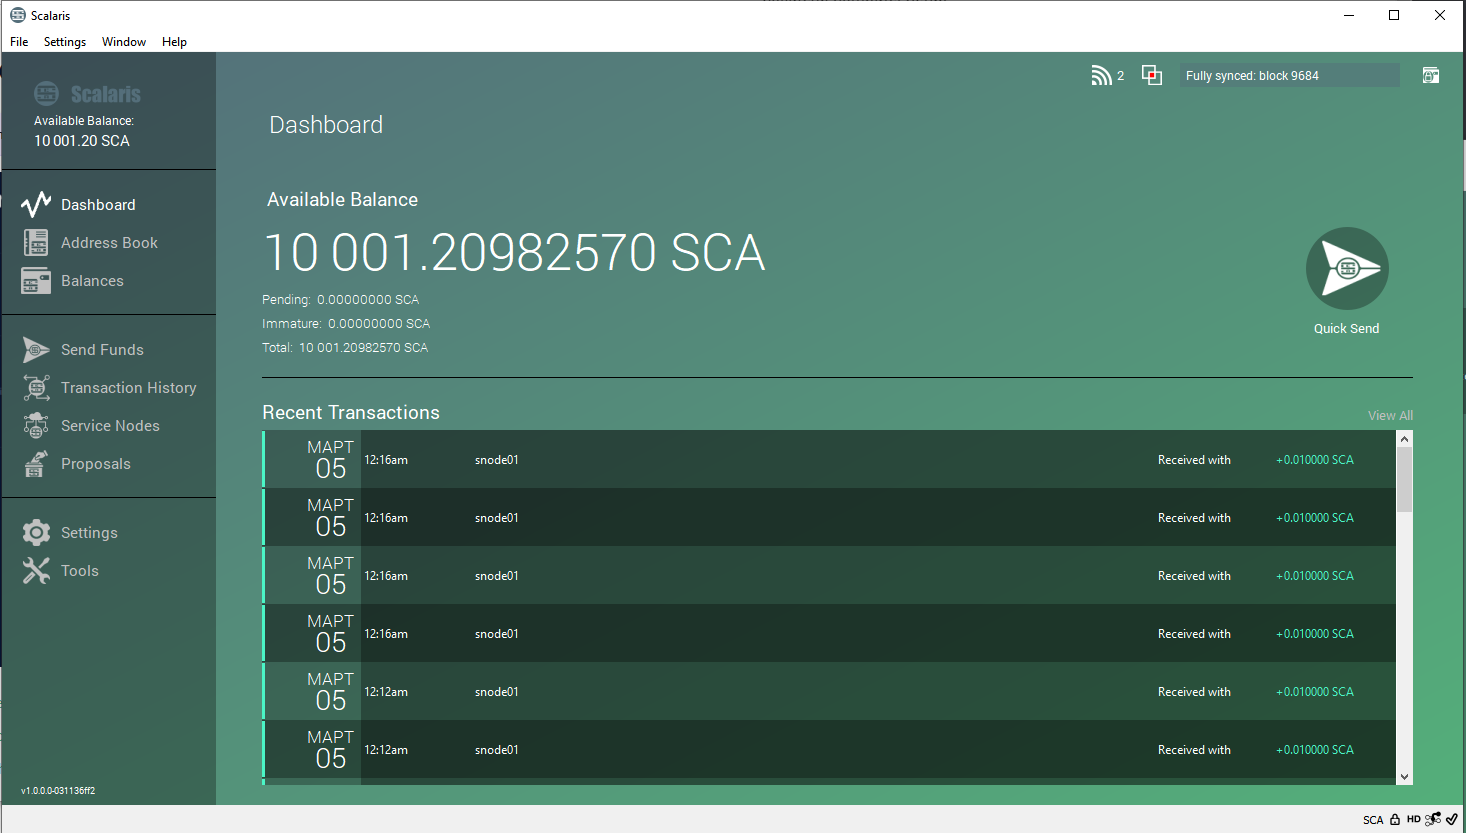 Scalaris
File Settings Window Help
Scalaris
Available Balance:
10 001.20 SCA
Dashboard
Address Book
Balances
Send Funds
Transaction History
Service Nodes
Proposals
Settings
Tools
v1.0.0.0-031136ff2
2
Fully synced: block 9684
Dashboard
Available Balance
10 001.20982570 SCA
Pending: 0.00000000 SCA
Immature: 0.00000000 SCA
Total: 10 001.20982570 SCA
Quick Send
Recent Transactions
View All
МАРТ
05 12:16am snode01 Received with +0.010000 SCA
МАРТ
05 12:16am snode01 Received with +0.010000 SCA
МАРТ
05 12:16am snode01 Received with +0.010000 SCA
МАРТ
05 12:16am snode01 Received with +0.010000 SCA
МАРТ
05 12:12am snode01 Received with +0.010000 SCA
МАРТ
05 12:12am snode01 Received with +0.010000 SCA
SCA HD